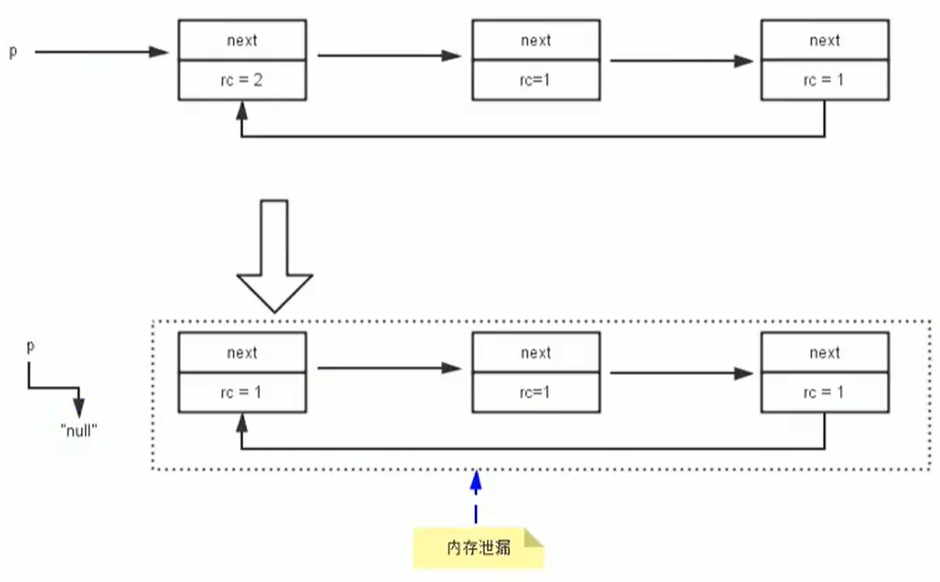 p
next
next
next
rc = 2
rc=1
rc = 1
p
next
next
next
rc = 1
rc=1
rc = 1
"null"
内存泄漏